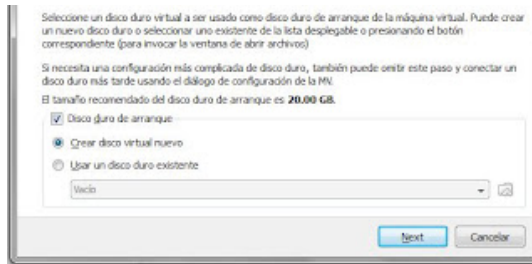 Seleccione un disco duro virtual a ser usado como disco duro de arranque de la máquina virtual. Puede crear
un nuevo disco duro o seleccionar uno existente de la lista desplegable o presionando el botón
correspondiente (para invocar la ventana de abrir archivos)
Si necesita una configuración más complicada de disco duro, también puede omitir este paso y conectar un
disco duro más tarde usando el diálogo de configuración de la MV.
El tamaño recomendado del disco duro de arranque es 20.00 GB.
Disco duro de arranque
Crear disco virtual nuevo
Usar un disco duro existente
Vacío
Next Cancelar